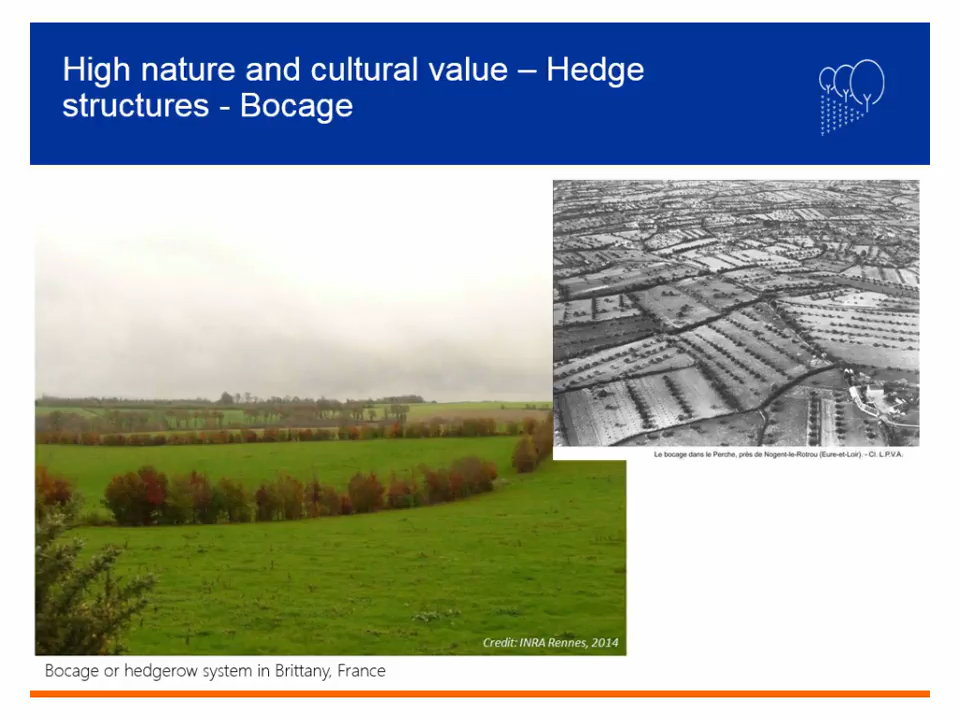 High nature and cultural value – Hedge
structures - Bocage
Le bocage dans le Perche, près de Nogent-le-Rotrou (Eure-et-Loir). - Cl. L.P.V.A.
Credit: INRA Rennes, 2014
Bocage or hedgerow system in Brittany, France